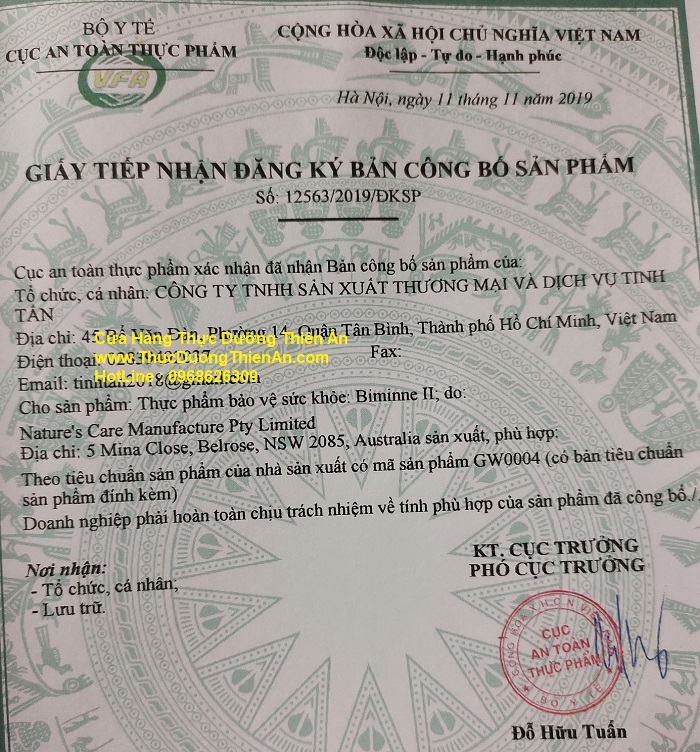 BỘ Y TẾ
CỤC AN TOÀN THỰC PHẨM
VFA
CỘNG HÒA XÃ HỘI CHỦ NGHĨA VIỆT NAM
Độc lập - Tự do - Hạnh phúc
Hà Nội, ngày 11 tháng 11 năm 2019
GIẤY TIẾP NHẬN ĐĂNG KÝ BẢN CÔNG BỐ SẢN PHẨM
Số: 12563/2019/ĐKSP
Cục an toàn thực phẩm xác nhận đã nhận Bản công bố sản phẩm của:
Tổ chức, cá nhân: CÔNG TY TNHH SẢN XUẤT THƯƠNG MẠI VÀ DỊCH VỤ TINH
TẤN
Địa chỉ: Phường 14, Quận Tân Bình, Thành phố Hồ Chí Minh, Việt Nam
Cửa Hàng Thực Dưỡng Thiên An
Điện thoại Fax:
www.ThucDuongThienAn.com
Email:
HotLine: 0968626309
Cho sản phẩm: Thực phẩm bảo vệ sức khỏe: Biminne II; do:
Nature's Care Manufacture Pty Limited
Địa chỉ: 5 Mina Close, Belrose, NSW 2085, Australia sản xuất, phù hợp:
Theo tiêu chuẩn sản phẩm của nhà sản xuất có mã sản phẩm GW0004 (có bản tiêu chuẩn
sản phẩm đính kèm)
Doanh nghiệp phải hoàn toàn chịu trách nhiệm về tính phù hợp của sản phẩm đã công bố./.
Nơi nhận:
- Tổ chức, cá nhân;
- Lưu trữ.
KT. CỤC TRƯỞNG
PHÓ CỤC TRƯỞNG
CỘNG HÒA X.H.C.N VIỆT NAM
CỤC
AN TOÀN
THỰC PHẨM
BỘ Y TẾ
Đỗ Hữu Tuấn